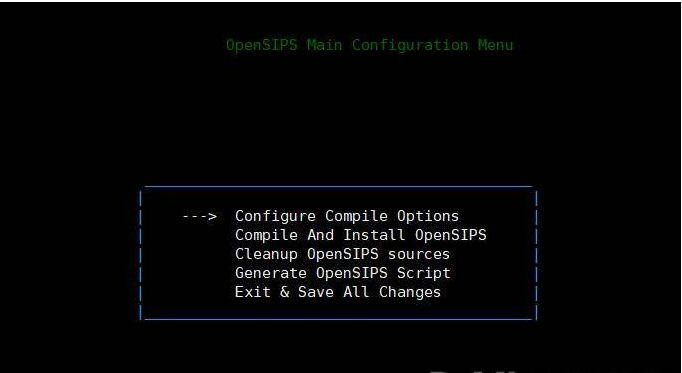 OpenSIPS Main Configuration Menu
---> Configure Compile Options
Compile And Install OpenSIPS
Cleanup OpenSIPS sources
Generate OpenSIPS Script
Exit & Save All Changes